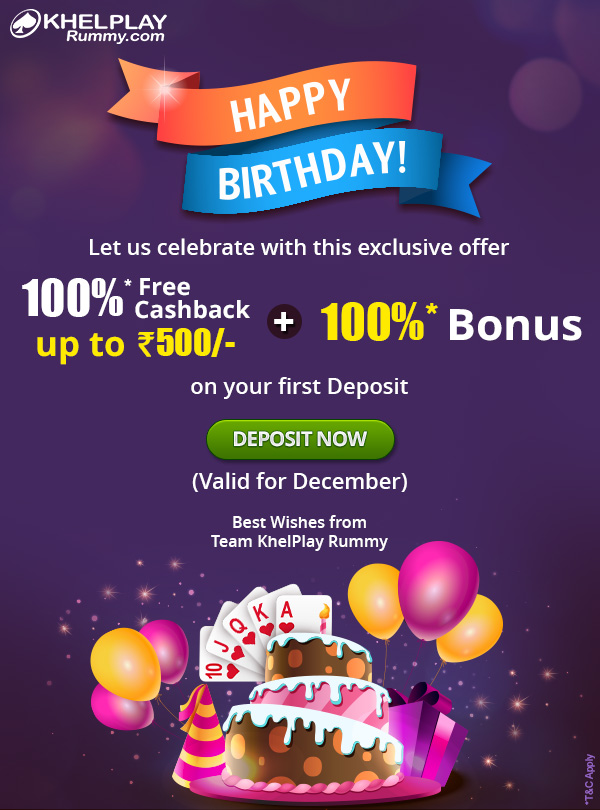 KHELPLAY
Rummy.com
HAPPY
BIRTHDAY!
Let us celebrate with this exclusive offer
100%* Free
Cashback
up to ₹500/-
+
100%* Bonus
on your first Deposit
DEPOSIT NOW
(Valid for December)
Best Wishes from
Team KhelPlay Rummy
10
J
Q
K
A
*T&C Apply